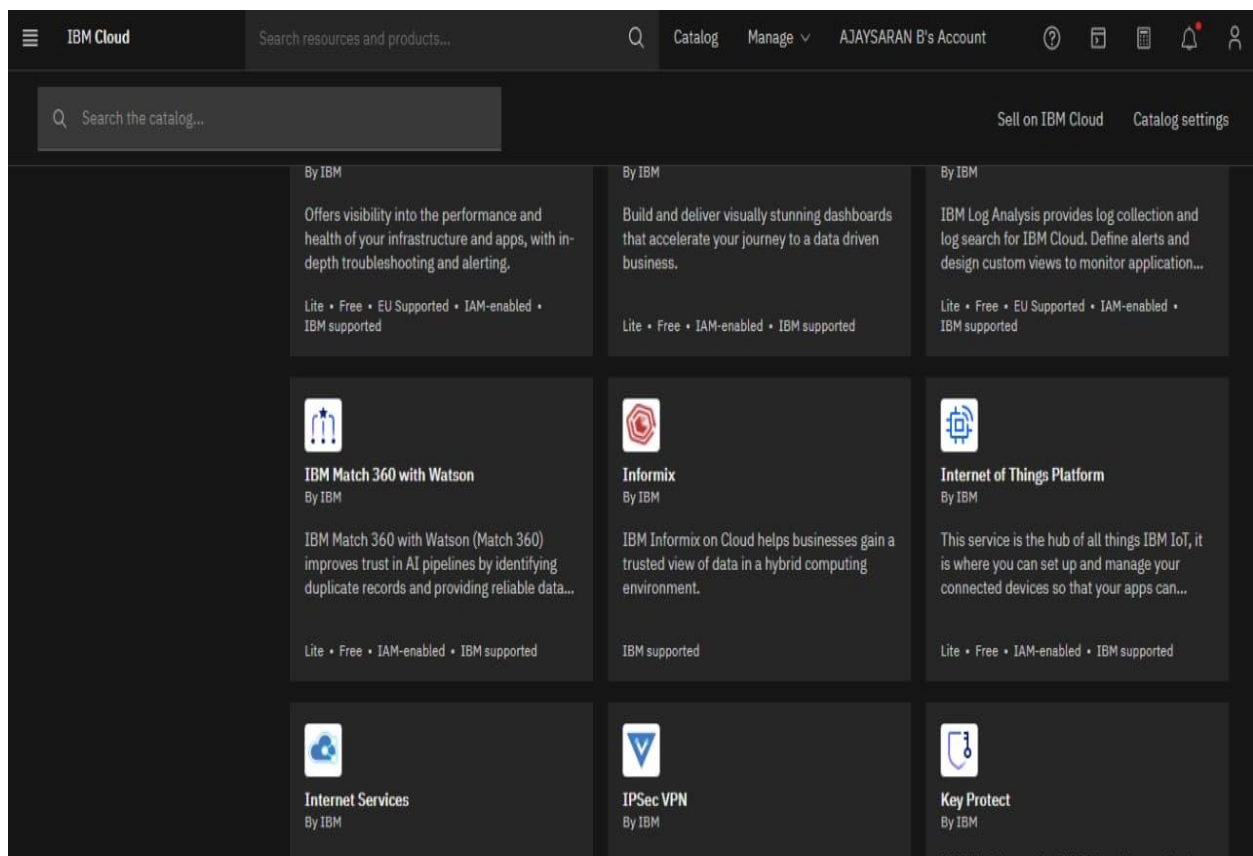 IBM Cloud
Search resources and products...
Catalog
Manage
AJAYSARAN B's Account
Search the catalog...
Sell on IBM Cloud
Catalog settings
By IBM
Offers visibility into the performance and
health of your infrastructure and apps, with in-
depth troubleshooting and alerting.
Lite • Free • EU Supported • IAM-enabled •
IBM supported
By IBM
Build and deliver visually stunning dashboards
that accelerate your journey to a data driven
business.
Lite • Free • IAM-enabled • IBM supported
By IBM
IBM Log Analysis provides log collection and
log search for IBM Cloud. Define alerts and
design custom views to monitor application...
Lite • Free • EU Supported • IAM-enabled •
IBM supported
IBM Match 360 with Watson
By IBM
IBM Match 360 with Watson (Match 360)
improves trust in AI pipelines by identifying
duplicate records and providing reliable data...
Lite • Free • IAM-enabled • IBM supported
Informix
By IBM
IBM Informix on Cloud helps businesses gain a
trusted view of data in a hybrid computing
environment.
IBM supported
Internet of Things Platform
By IBM
This service is the hub of all things IBM IoT, it
is where you can set up and manage your
connected devices so that your apps can...
Lite • Free • IAM-enabled • IBM supported
Internet Services
By IBM
IPSec VPN
By IBM
Key Protect
By IBM